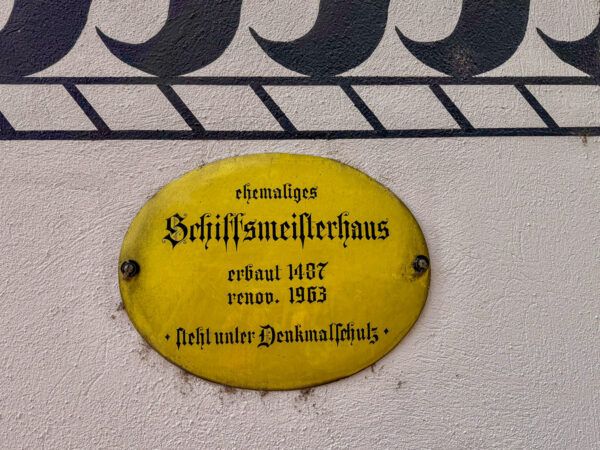 ehemaliges
Schiffsmeisterhaus
erbaut 1487
renov. 1963
· steht unter Denkmalschutz ·